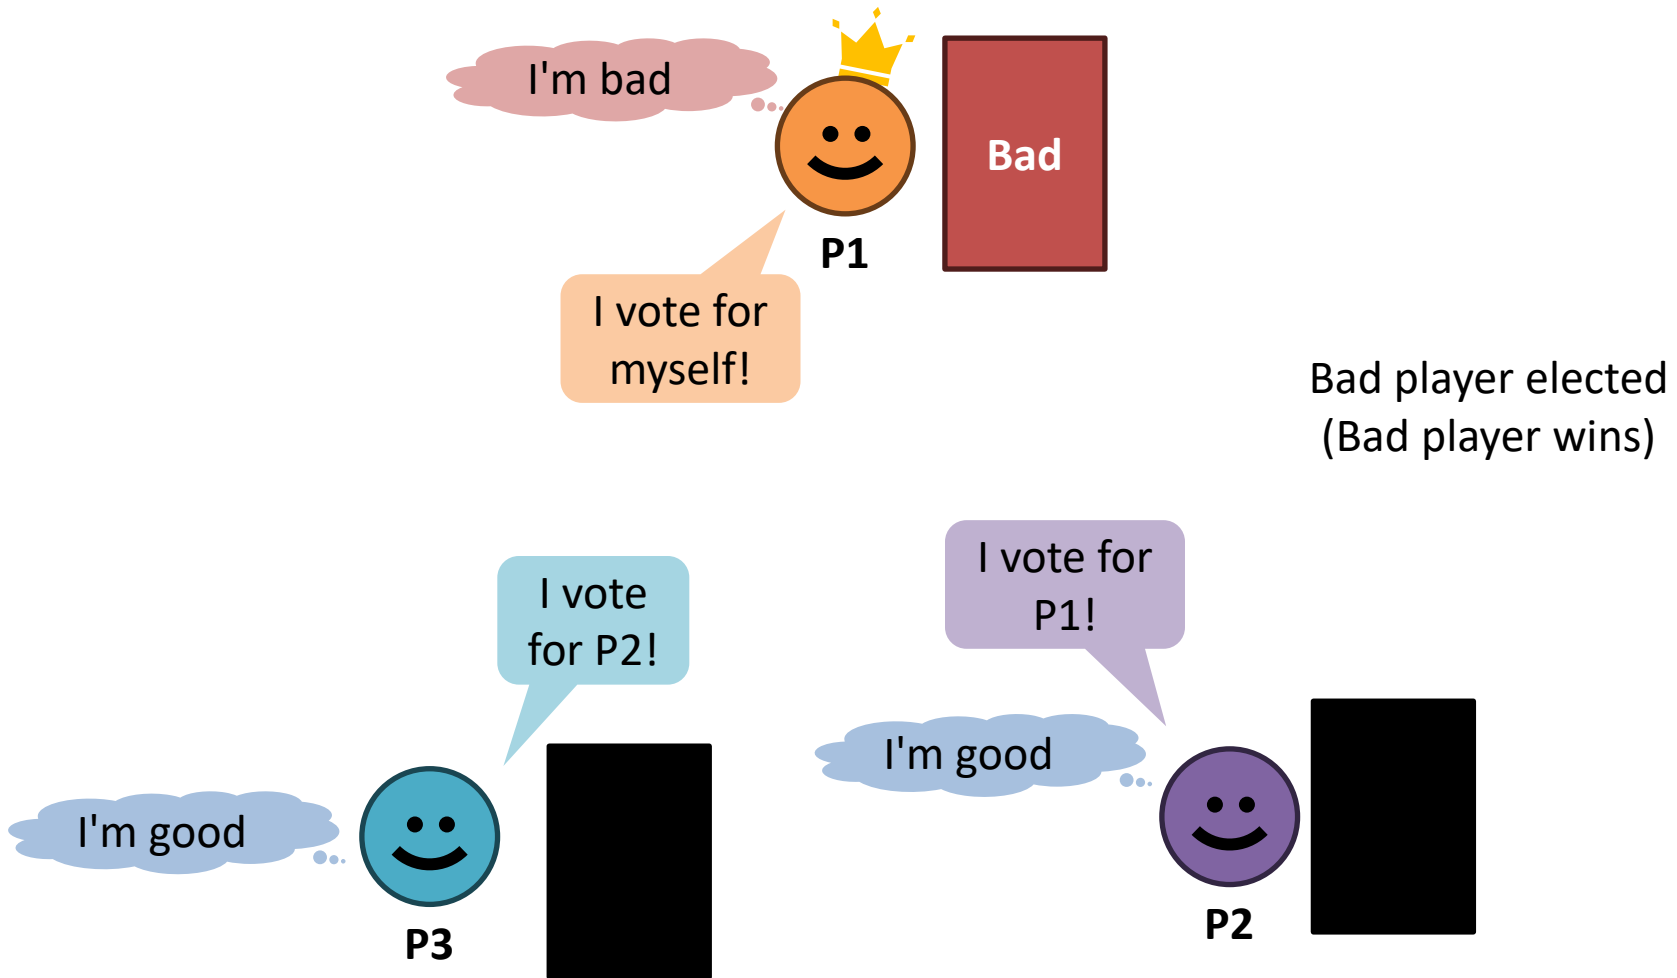 I'm bad
Bad
P1
I vote for
myself!
Bad player elected
(Bad player wins)
I vote
for P2!
I vote for
P1!
I'm good
I'm good
P3
P2